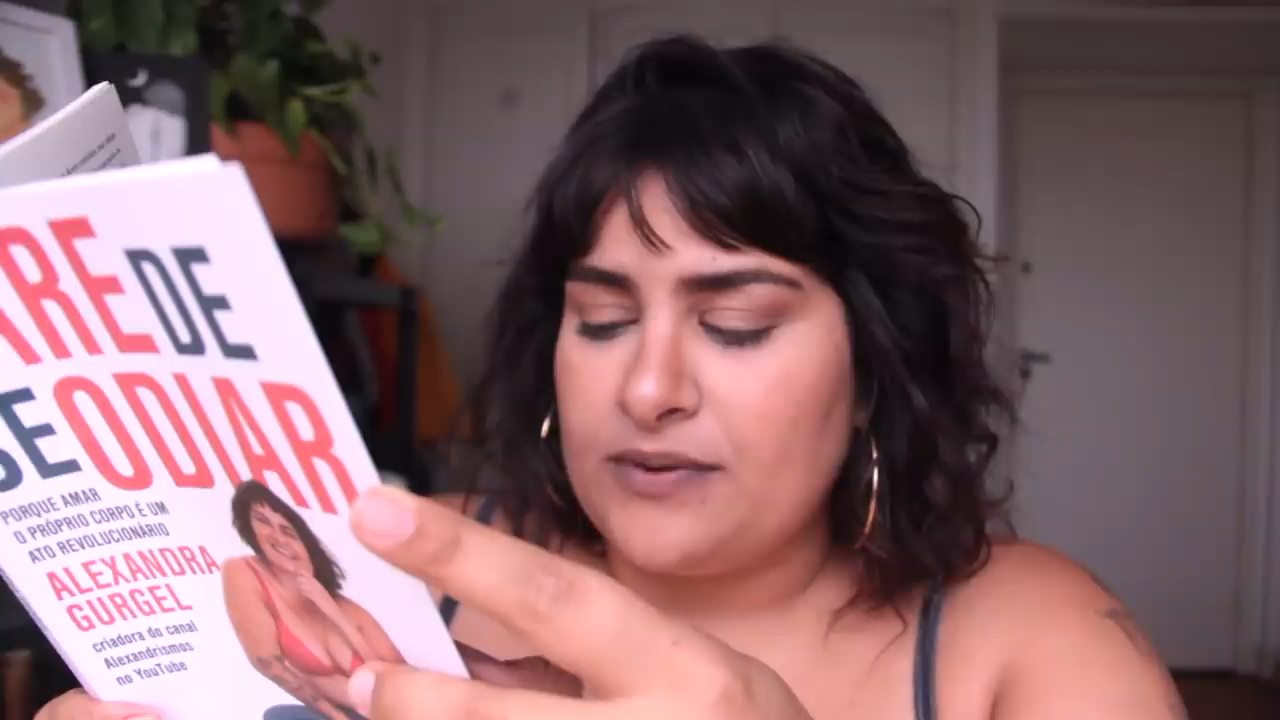 RE DE
SE ODIAR
PORQUE AMAR
O PRÓPRIO CORPO É UM
ATO REVOLUCIONÁRIO
ALEXANDRA
GURGEL
criadora do canal
Alexandrismos
no YouTube